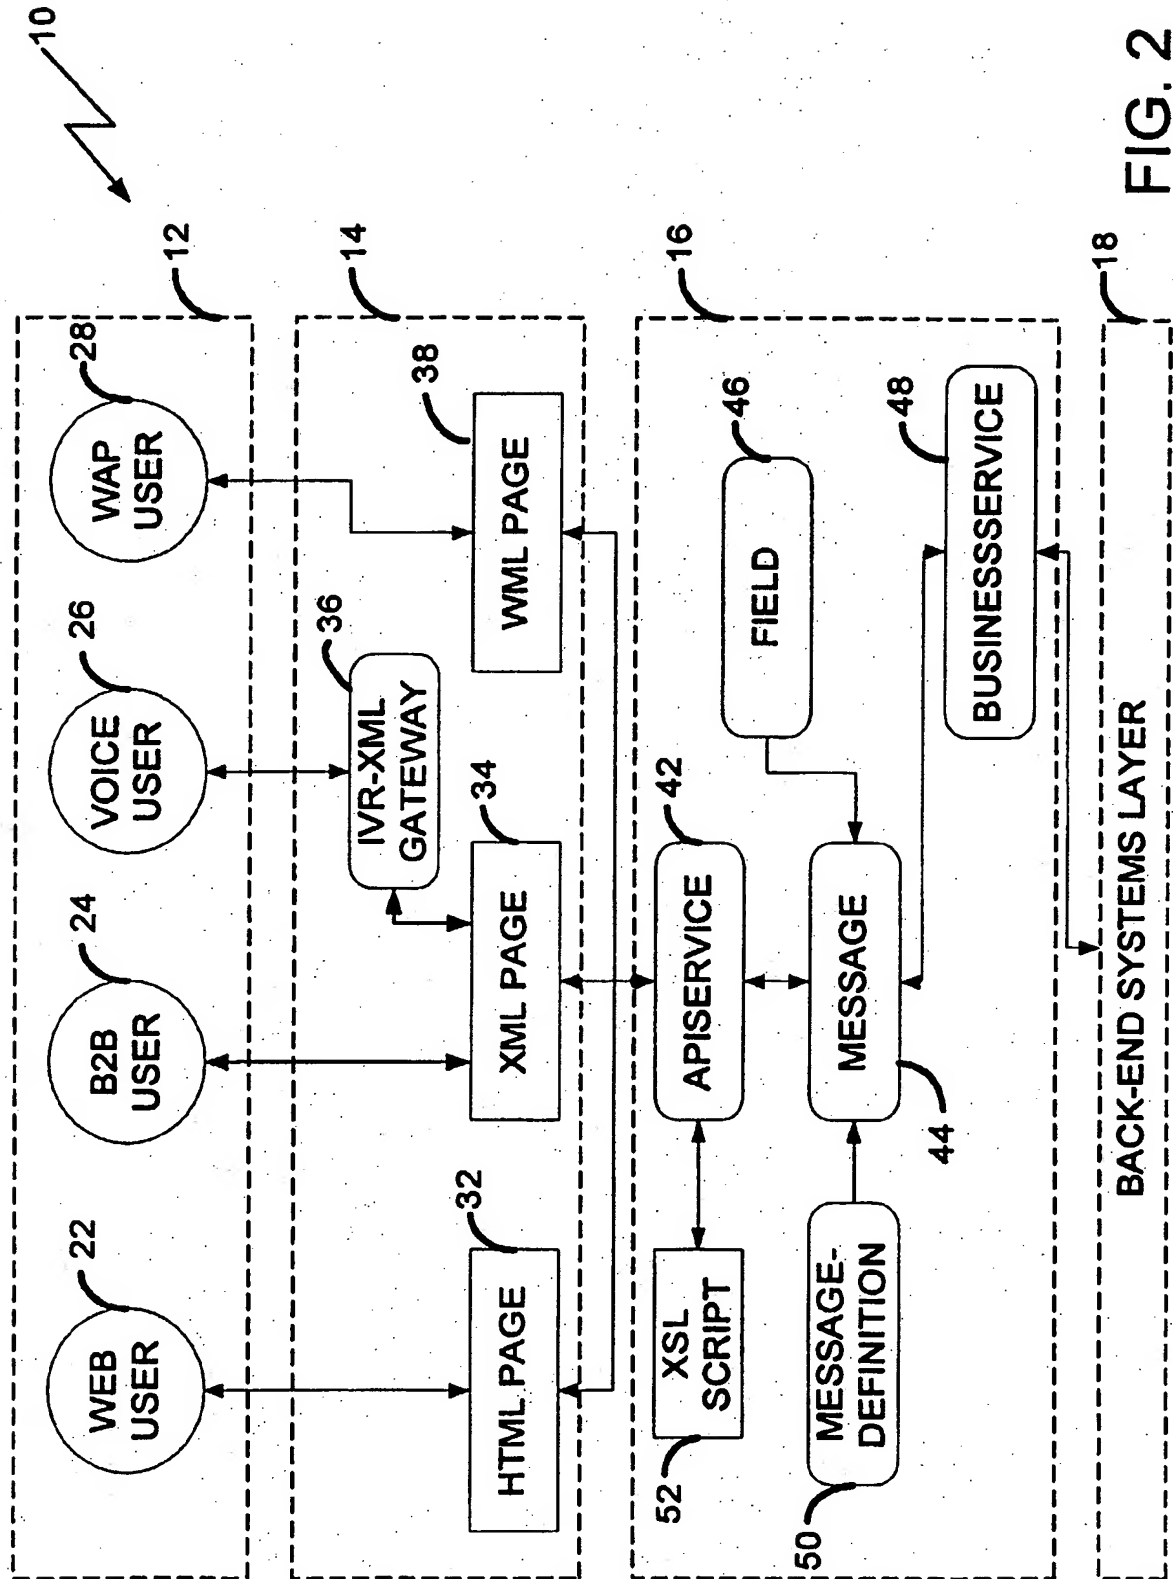 10
12
22
WEB
USER
24
B2B
USER
26
VOICE
USER
28
WAP
USER
14
32
HTML PAGE
34
XML PAGE
36
IVR-XML
GATEWAY
38
WML PAGE
16
52
XSL
SCRIPT
42
APISERVICE
46
FIELD
50
MESSAGE-
DEFINITION
44
MESSAGE
48
BUSINESSSERVICE
18
BACK-END SYSTEMS LAYER
FIG. 2